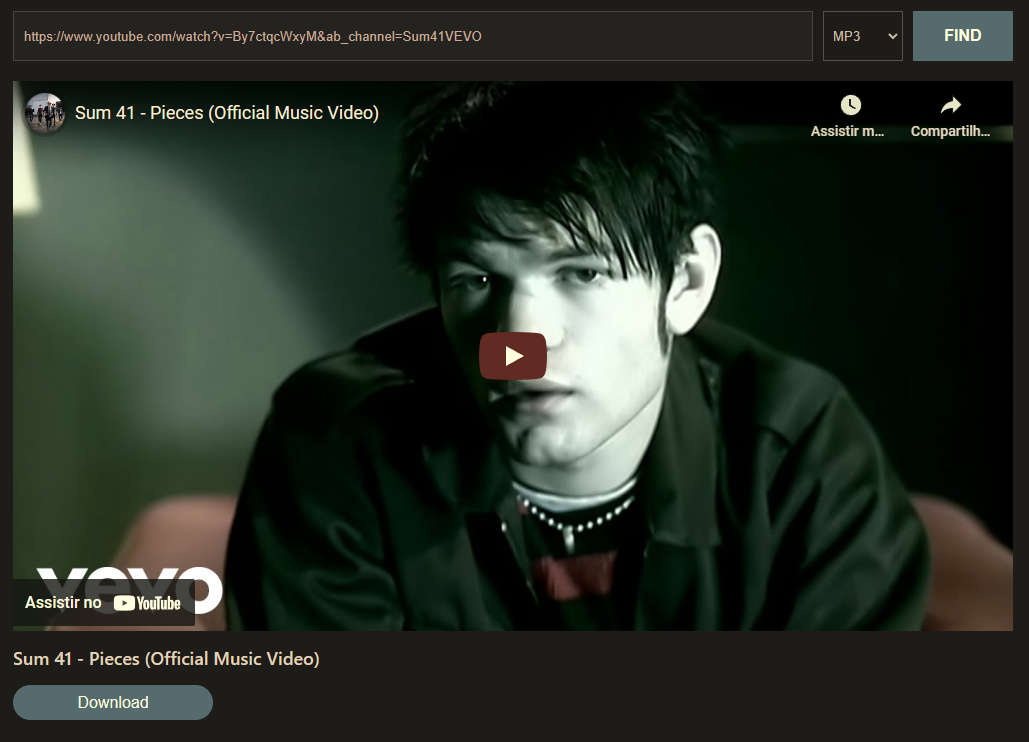 https://www.youtube.com/watch?v=By7ctqcWxyM&ab_channel=Sum41VEVO
MP3
FIND
Sum 41 - Pieces (Official Music Video)
Assistir m...
Compartilh...
vevo
Assistir no YouTube
Sum 41 - Pieces (Official Music Video)
Download